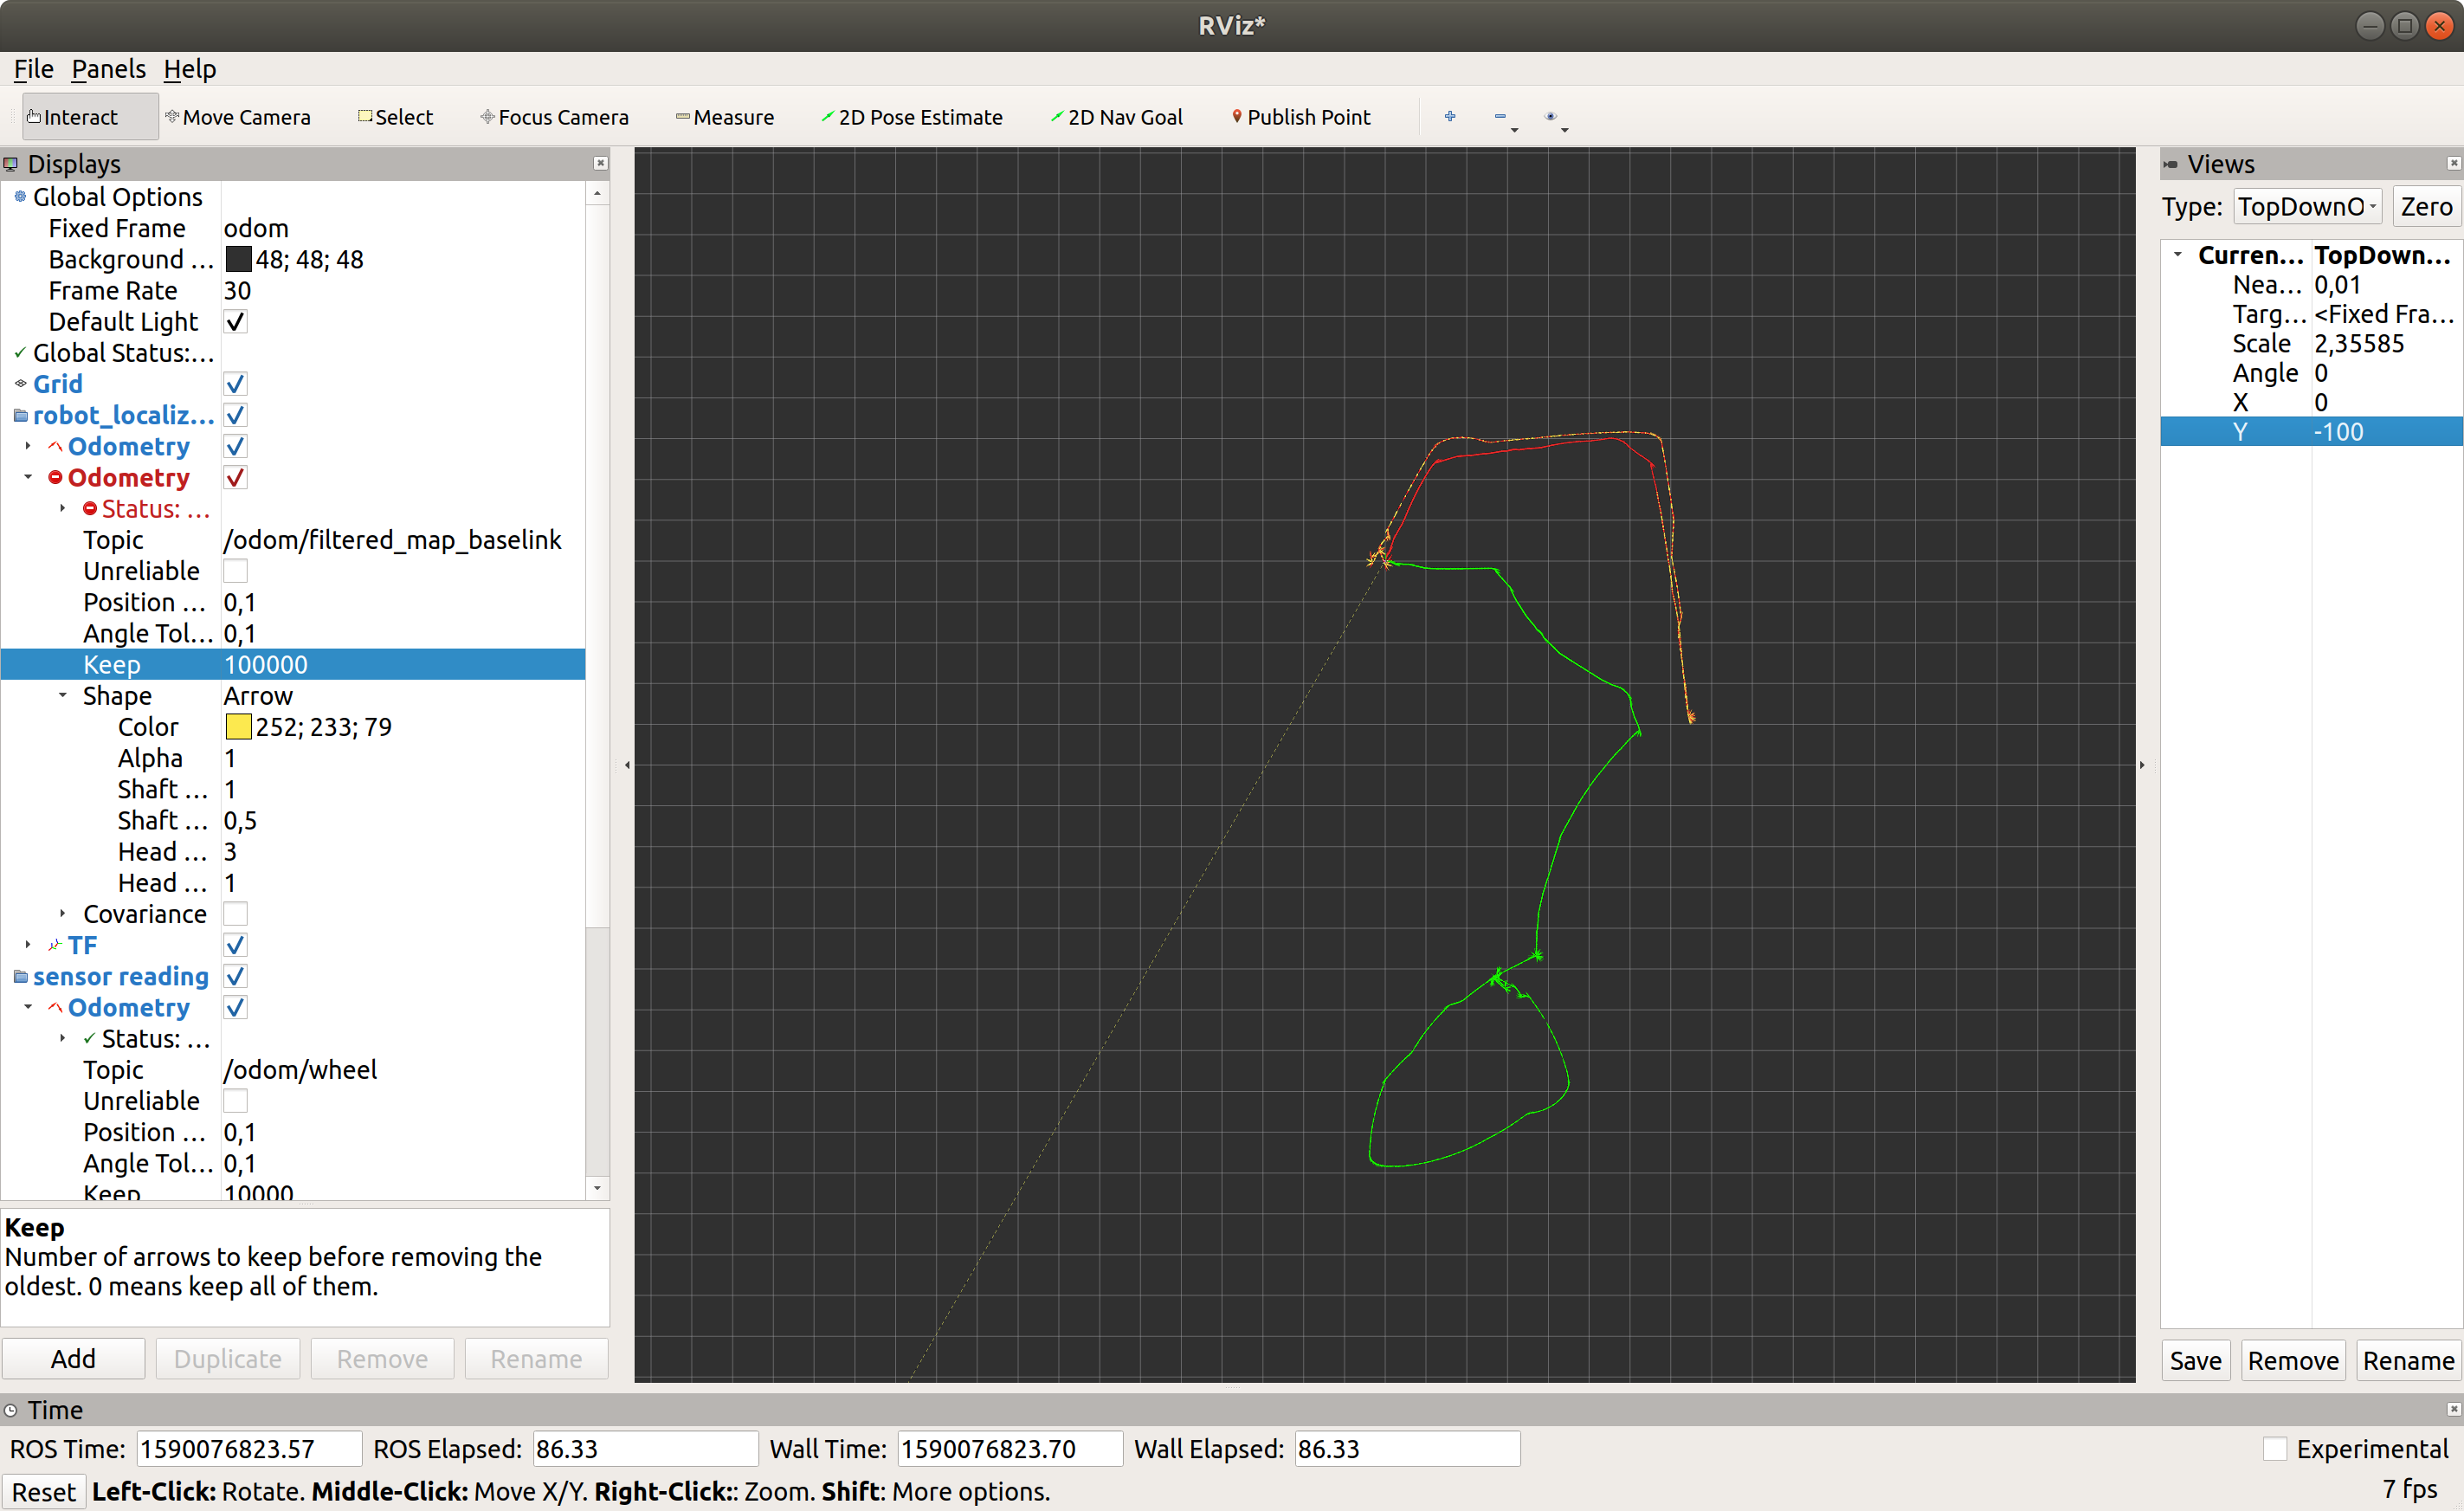 RViz*
File Panels Help
Interact Move Camera Select Focus Camera Measure 2D Pose Estimate 2D Nav Goal Publish Point
Displays
Global Options
Fixed Frame odom
Background ... 48; 48; 48
Frame Rate 30
Default Light
Global Status:...
Grid
robot_localiz...
Odometry
Odometry
Status: ...
Topic /odom/filtered_map_baselink
Unreliable
Position ... 0,1
Angle Tol... 0,1
Keep 100000
Shape Arrow
Color 252; 233; 79
Alpha 1
Shaft ... 1
Shaft ... 0,5
Head ... 3
Head ... 1
Covariance
TF
sensor reading
Odometry
Status: ...
Topic /odom/wheel
Unreliable
Position ... 0,1
Angle Tol... 0,1
Keep 10000
Keep
Number of arrows to keep before removing the
oldest. 0 means keep all of them.
Add Duplicate Remove Rename
Views
Type: TopDownO Zero
Curren... TopDown...
Nea... 0,01
Targ... <Fixed Fra...
Scale 2,35585
Angle 0
X 0
Y -100
Save Remove Rename
Time
ROS Time: 1590076823.57 ROS Elapsed: 86.33 Wall Time: 1590076823.70 Wall Elapsed: 86.33 Experimental
Reset Left-Click: Rotate. Middle-Click: Move X/Y. Right-Click:: Zoom. Shift: More options. 7 fps